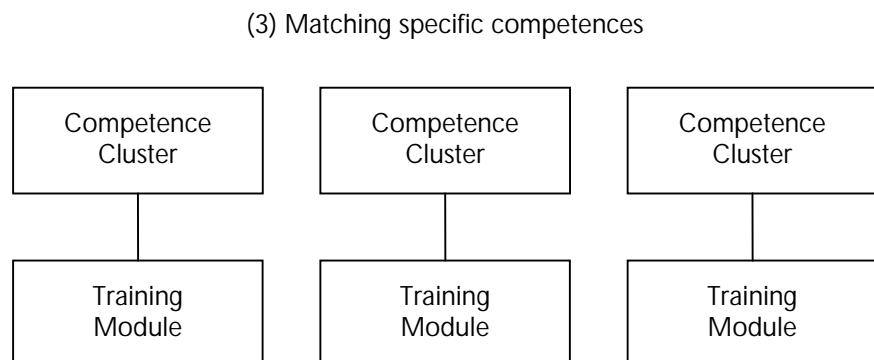 (3) Matching specific competences
Competence
Cluster
Competence
Cluster
Competence
Cluster
Training
Module
Training
Module
Training
Module